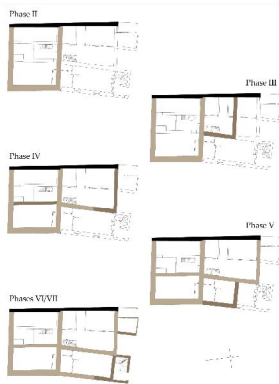 Phase II
Phase III
Phase IV
Phase V
Phases VI/VII